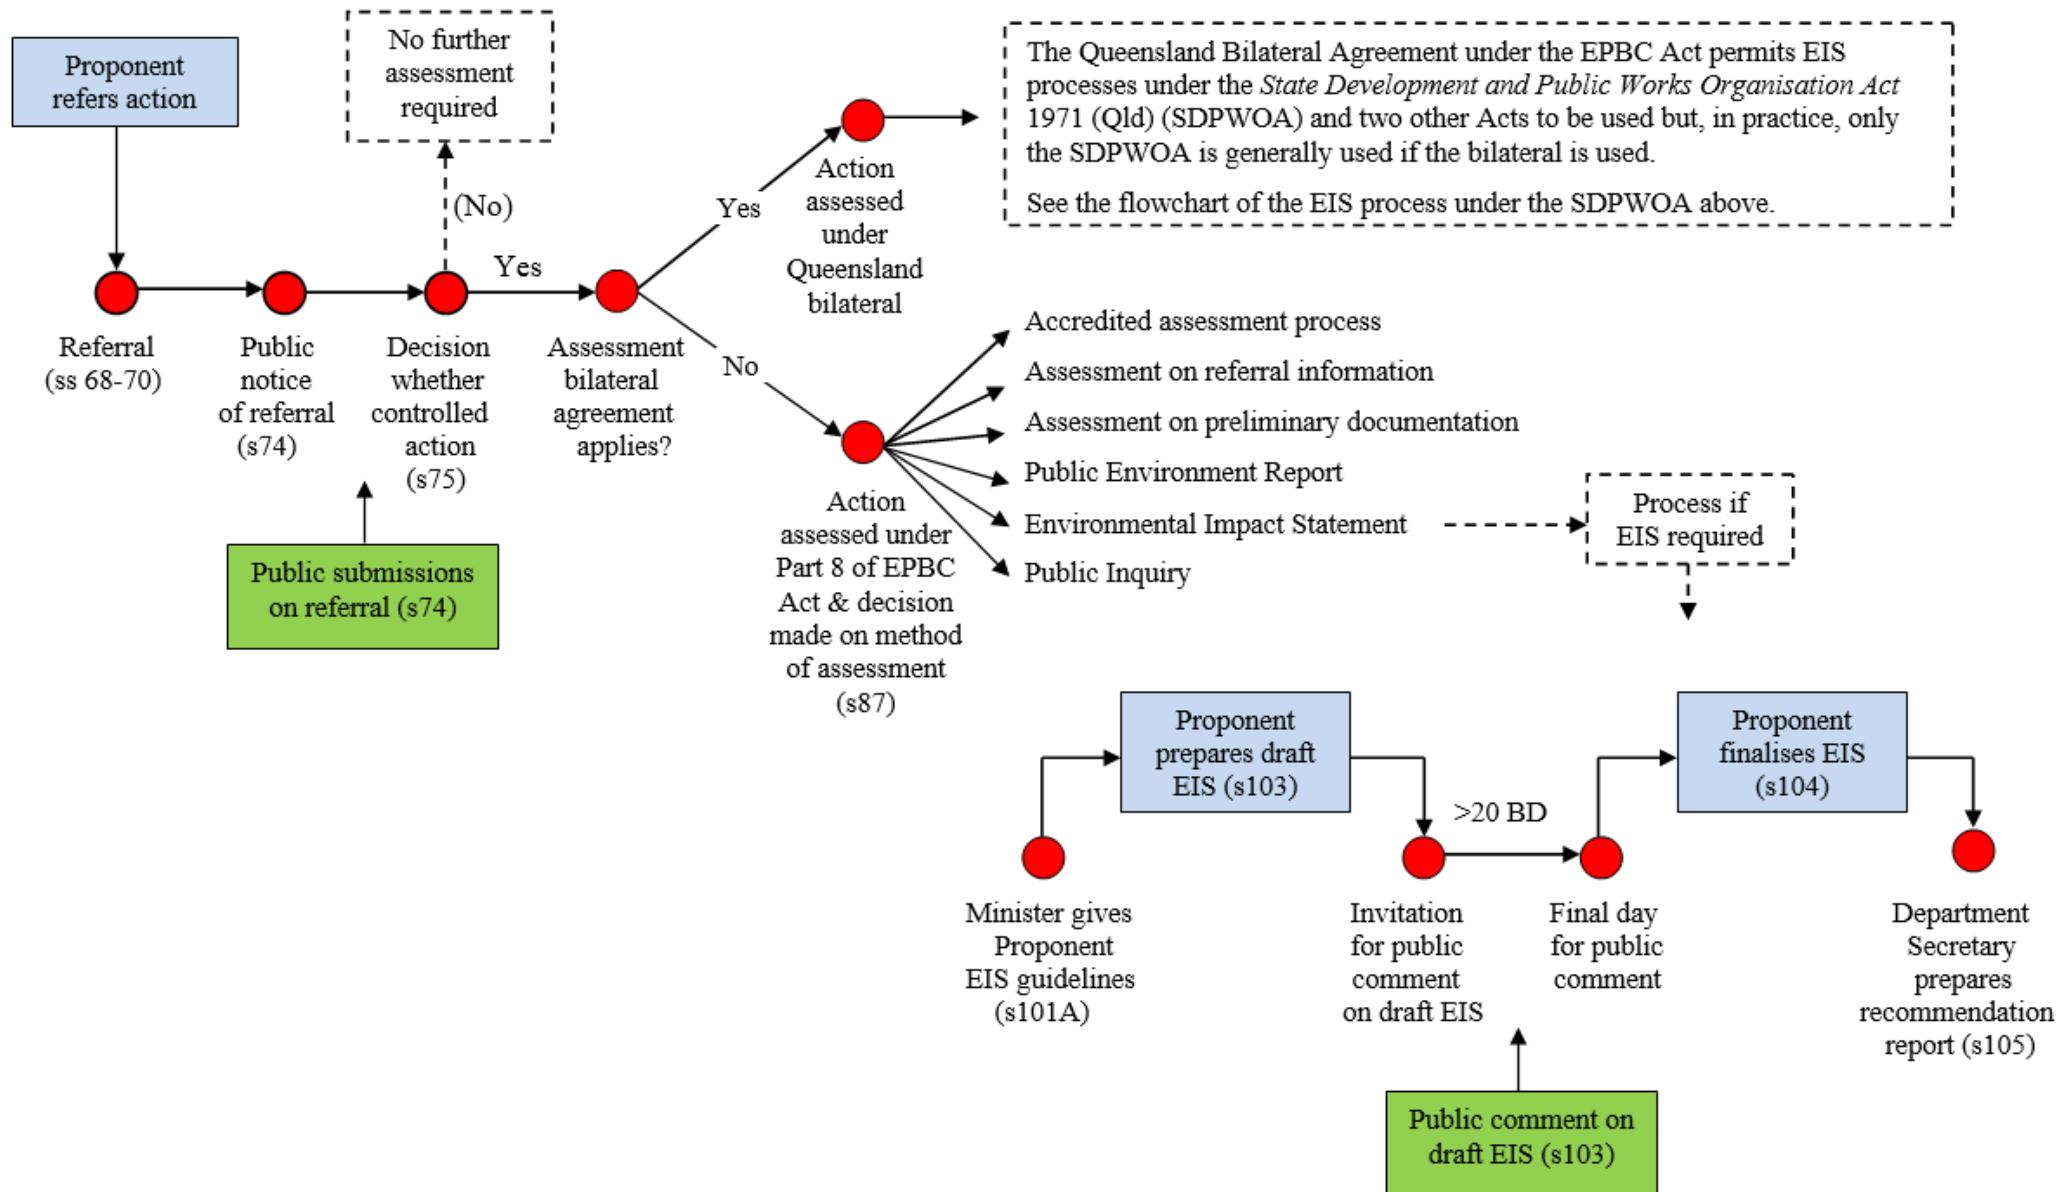 Proponent
refers action
No further
assessment
required
The Queensland Bilateral Agreement under the EPBC Act permits EIS
processes under the State Development and Public Works Organisation Act
1971 (Qld) (SDPWOA) and two other Acts to be used but, in practice, only
the SDPWOA is generally used if the bilateral is used.
See the flowchart of the EIS process under the SDPWOA above.
(No)
Yes
Yes
No
Action
assessed
under
Queensland
bilateral
Referral
(ss 68-70)
Public
notice
of referral
(s74)
Decision
whether
controlled
action
(s75)
Assessment
bilateral
agreement
applies?
Public submissions
on referral (s74)
Action
assessed under
Part 8 of EPBC
Act & decision
made on method
of assessment
(s87)
Accredited assessment process
Assessment on referral information
Assessment on preliminary documentation
Public Environment Report
Environmental Impact Statement
Public Inquiry
Process if
EIS required
Proponent
prepares draft
EIS (s103)
>20 BD
Proponent
finalises EIS
(s104)
Minister gives
Proponent
EIS guidelines
(s101A)
Invitation
for public
comment
on draft EIS
Final day
for public
comment
Department
Secretary
prepares
recommendation
report (s105)
Public comment on
draft EIS (s103)